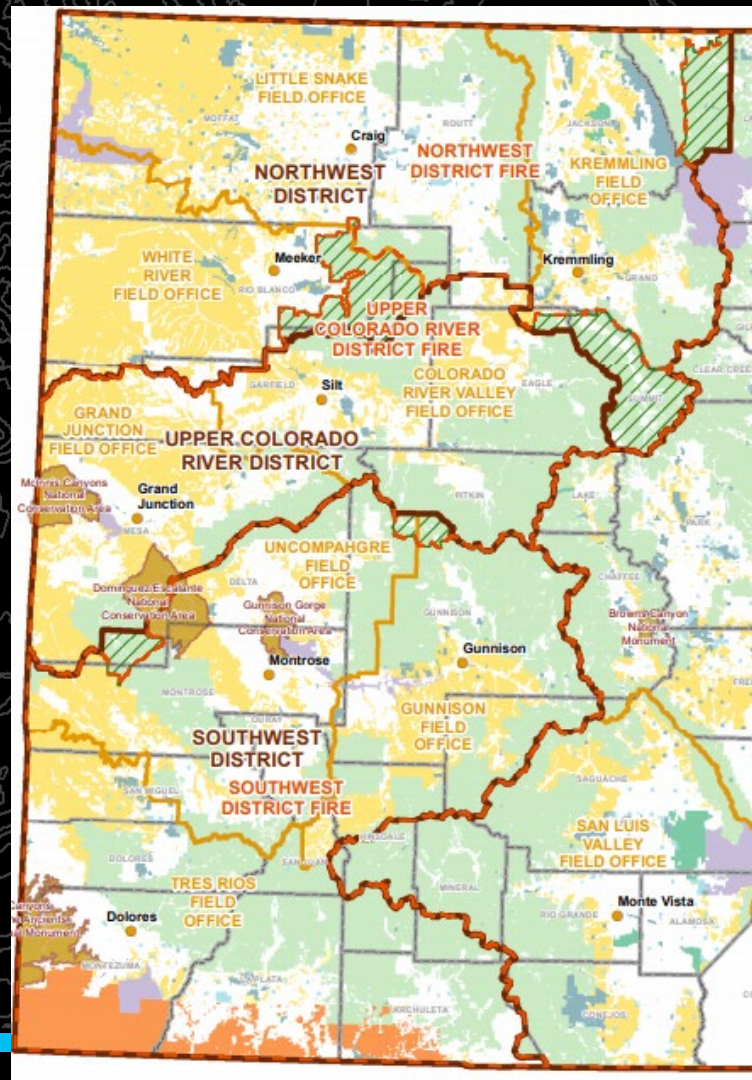 LITTLE SNAKE
FIELD OFFICE
MOFFAT
ROUTT
JACKSON
Craig
NORTHWEST
DISTRICT FIRE
KREMMLING
FIELD
OFFICE
NORTHWEST
DISTRICT
WHITE
RIVER
FIELD OFFICE
Meeker
RIO BLANCO
Kremmling
GRAND
UPPER
COLORADO RIVER
DISTRICT FIRE
COLORADO
RIVER VALLEY
FIELD OFFICE
GARFIELD
Silt
EAGLE
SUMMIT
CLEAR CREE
GRAND
JUNCTION
FIELD OFFICE
UPPER COLORADO
RIVER DISTRICT
McInnis Canyons
National
Conservation Area
Grand
Junction
MESA
PITKIN
LAKE
PARK
UNCOMPAHGRE
FIELD
OFFICE
DELTA
CHAFFEE
Dominguez/Escalante
National
Conservation Area
Gunnison Gorge
National
Conservation Area
GUNNISON
Browns Canyon
National
Monument
Montrose
Gunnison
MONTROSE
OURAY
GUNNISON
FIELD
OFFICE
SOUTHWEST
DISTRICT
SOUTHWEST
DISTRICT FIRE
SAN MIGUEL
SAGUACHE
HINSDALE
SAN LUIS
VALLEY
FIELD OFFICE
DOLORES
SAN JUAN
TRES RIOS
FIELD
OFFICE
MINERAL
RIO GRANDE
Monte Vista
ALAMOSA
Dolores
MONTEZUMA
LA PLATA
ARCHULETA
CONEJOS